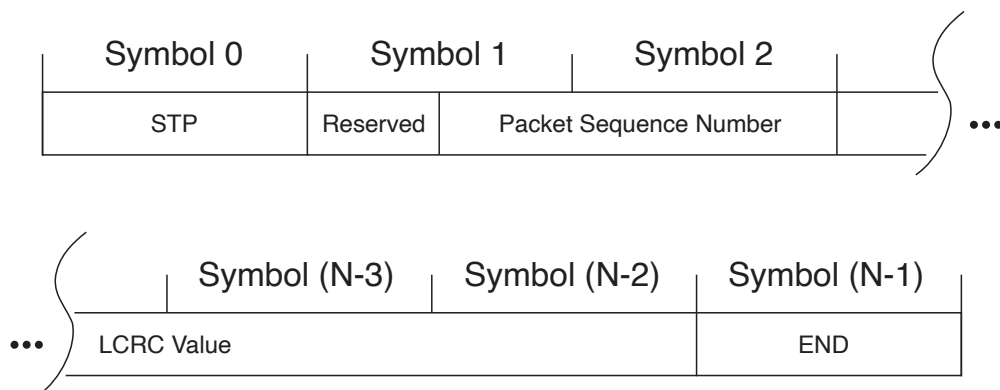 Symbol 0 Symbol 1 Symbol 2
STP Reserved Packet Sequence Number
•••
Symbol (N-3) Symbol (N-2) Symbol (N-1)
••• LCRC Value END